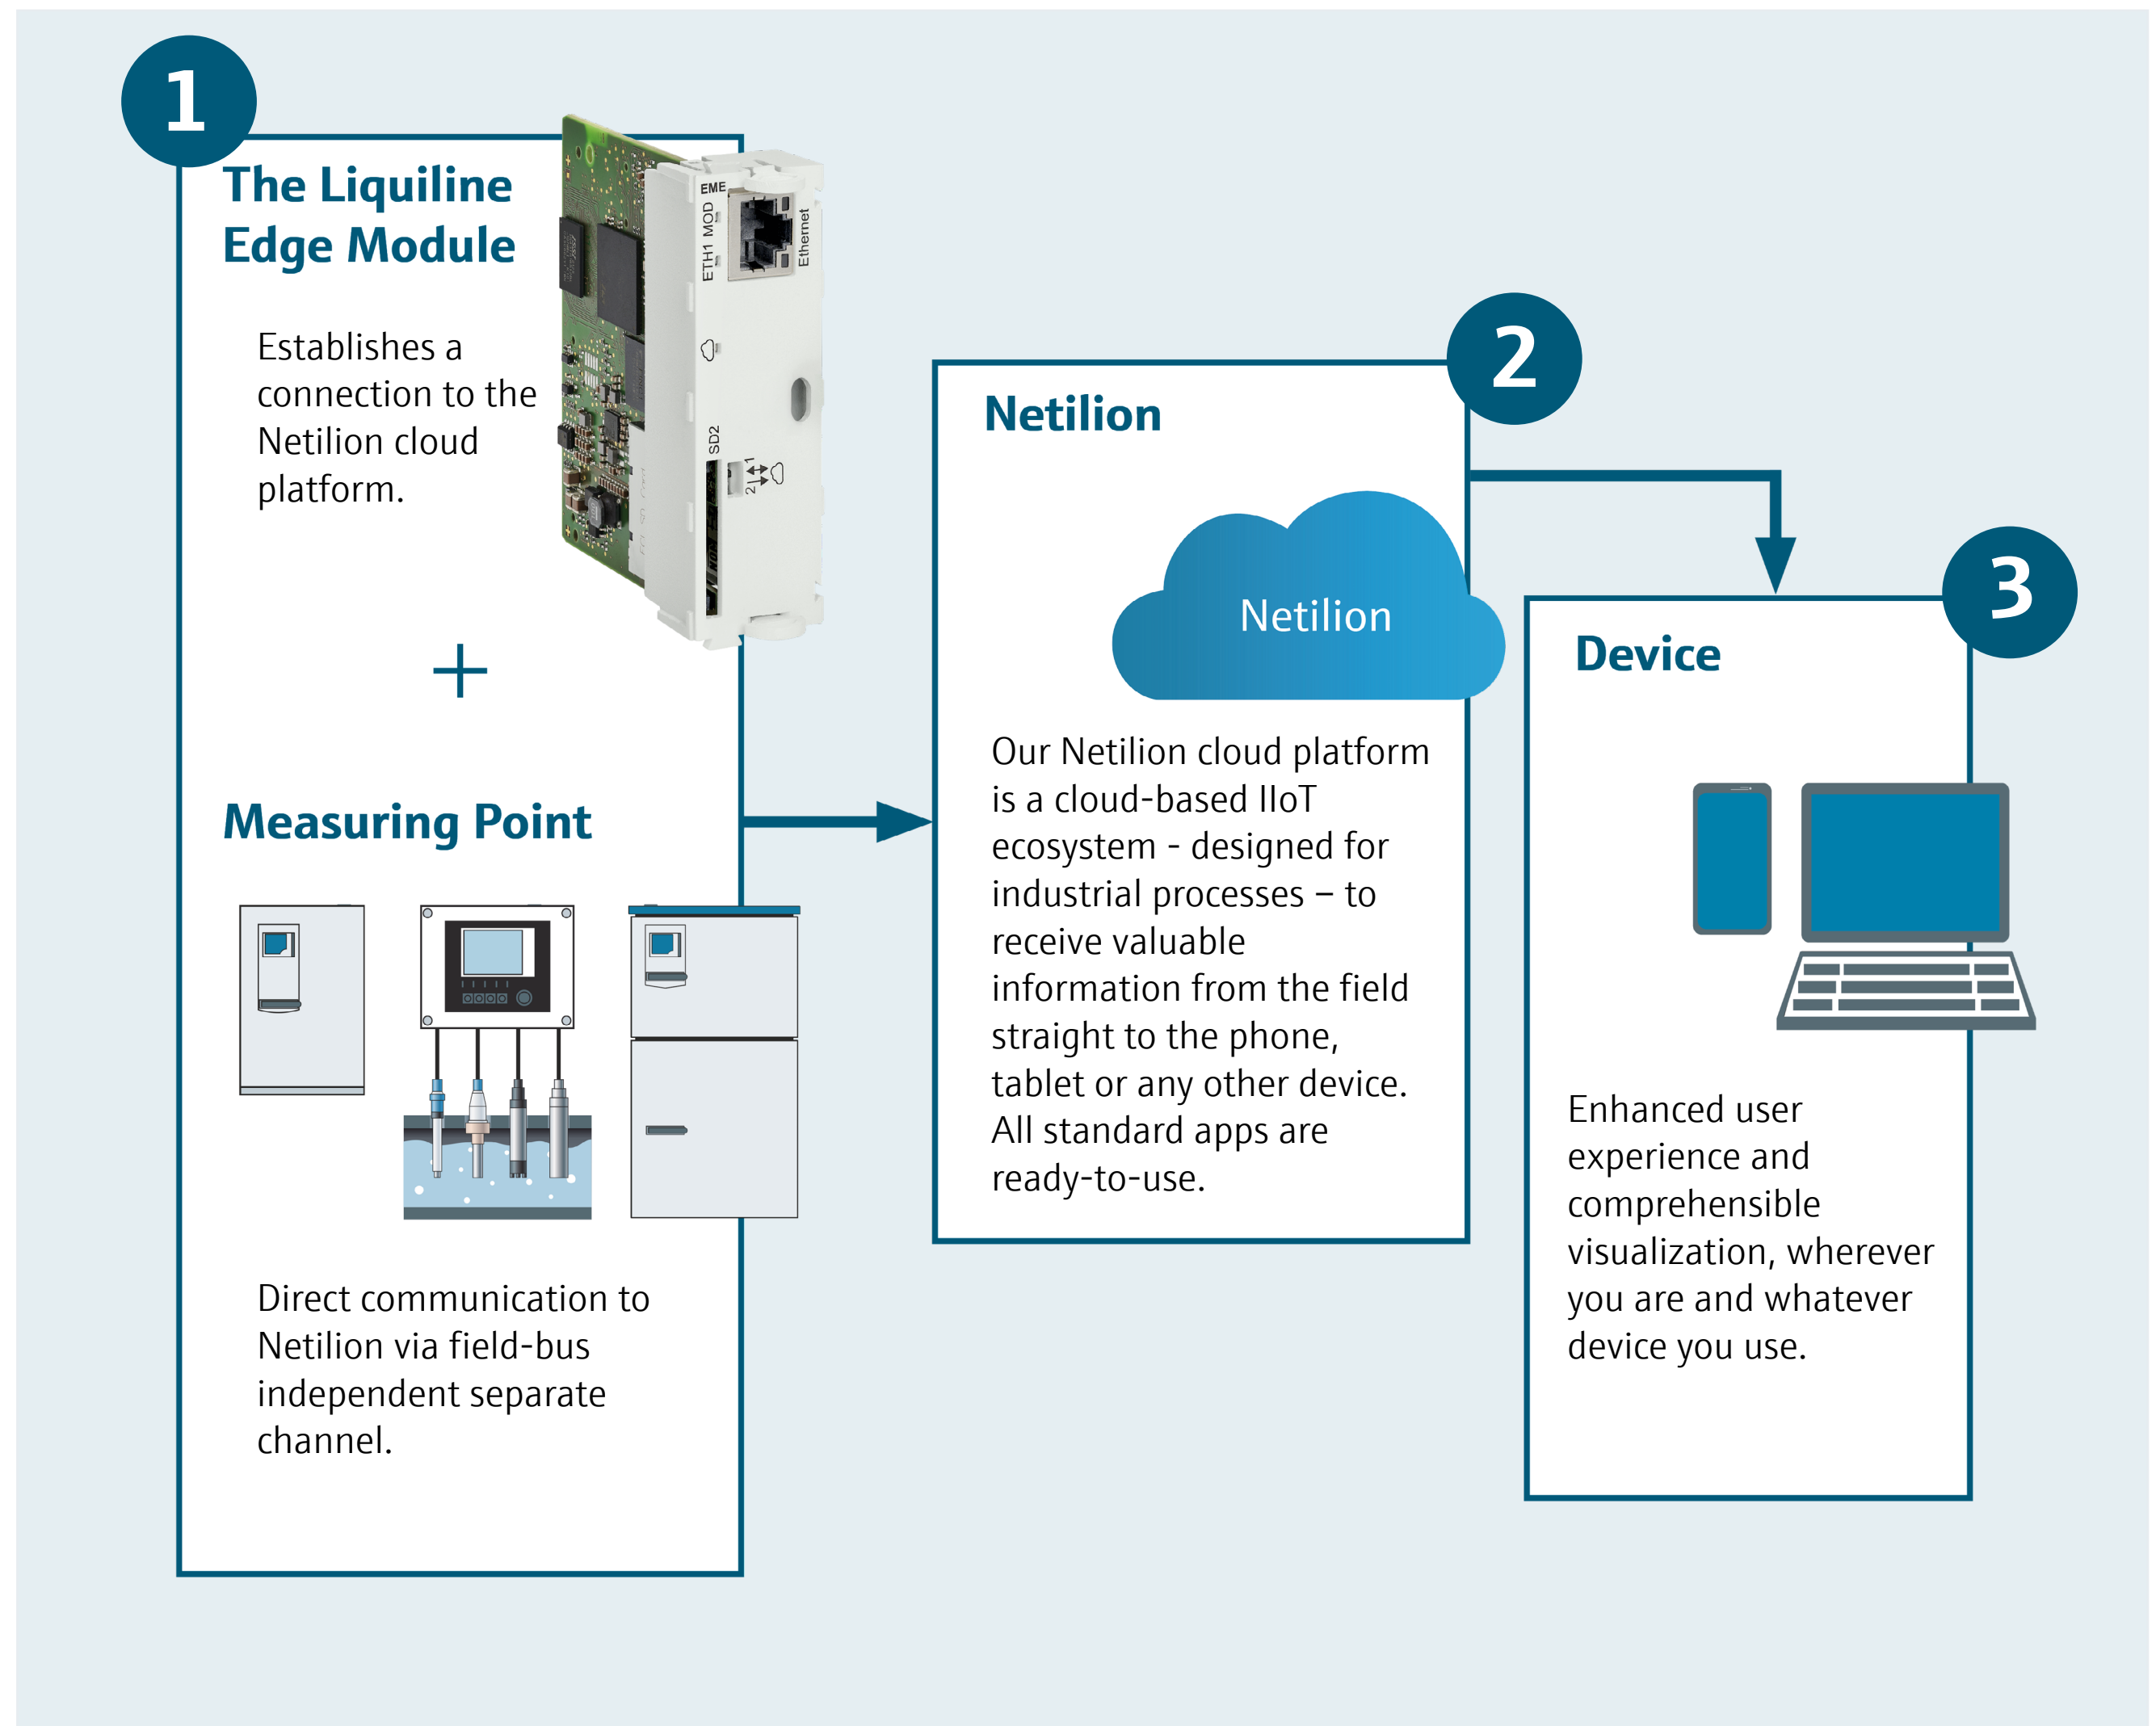 1
The Liquiline
Edge Module
Establishes a
connection to the
Netilion cloud
platform.
EME
ETH1 MOD
Ethernet
SD2
2
1
+
Measuring Point
Direct communication to
Netilion via field-bus
independent separate
channel.
2
Netilion
Netilion
Our Netilion cloud platform
is a cloud-based IIoT
ecosystem - designed for
industrial processes – to
receive valuable
information from the field
straight to the phone,
tablet or any other device.
All standard apps are
ready-to-use.
3
Device
Enhanced user
experience and
comprehensible
visualization, wherever
you are and whatever
device you use.